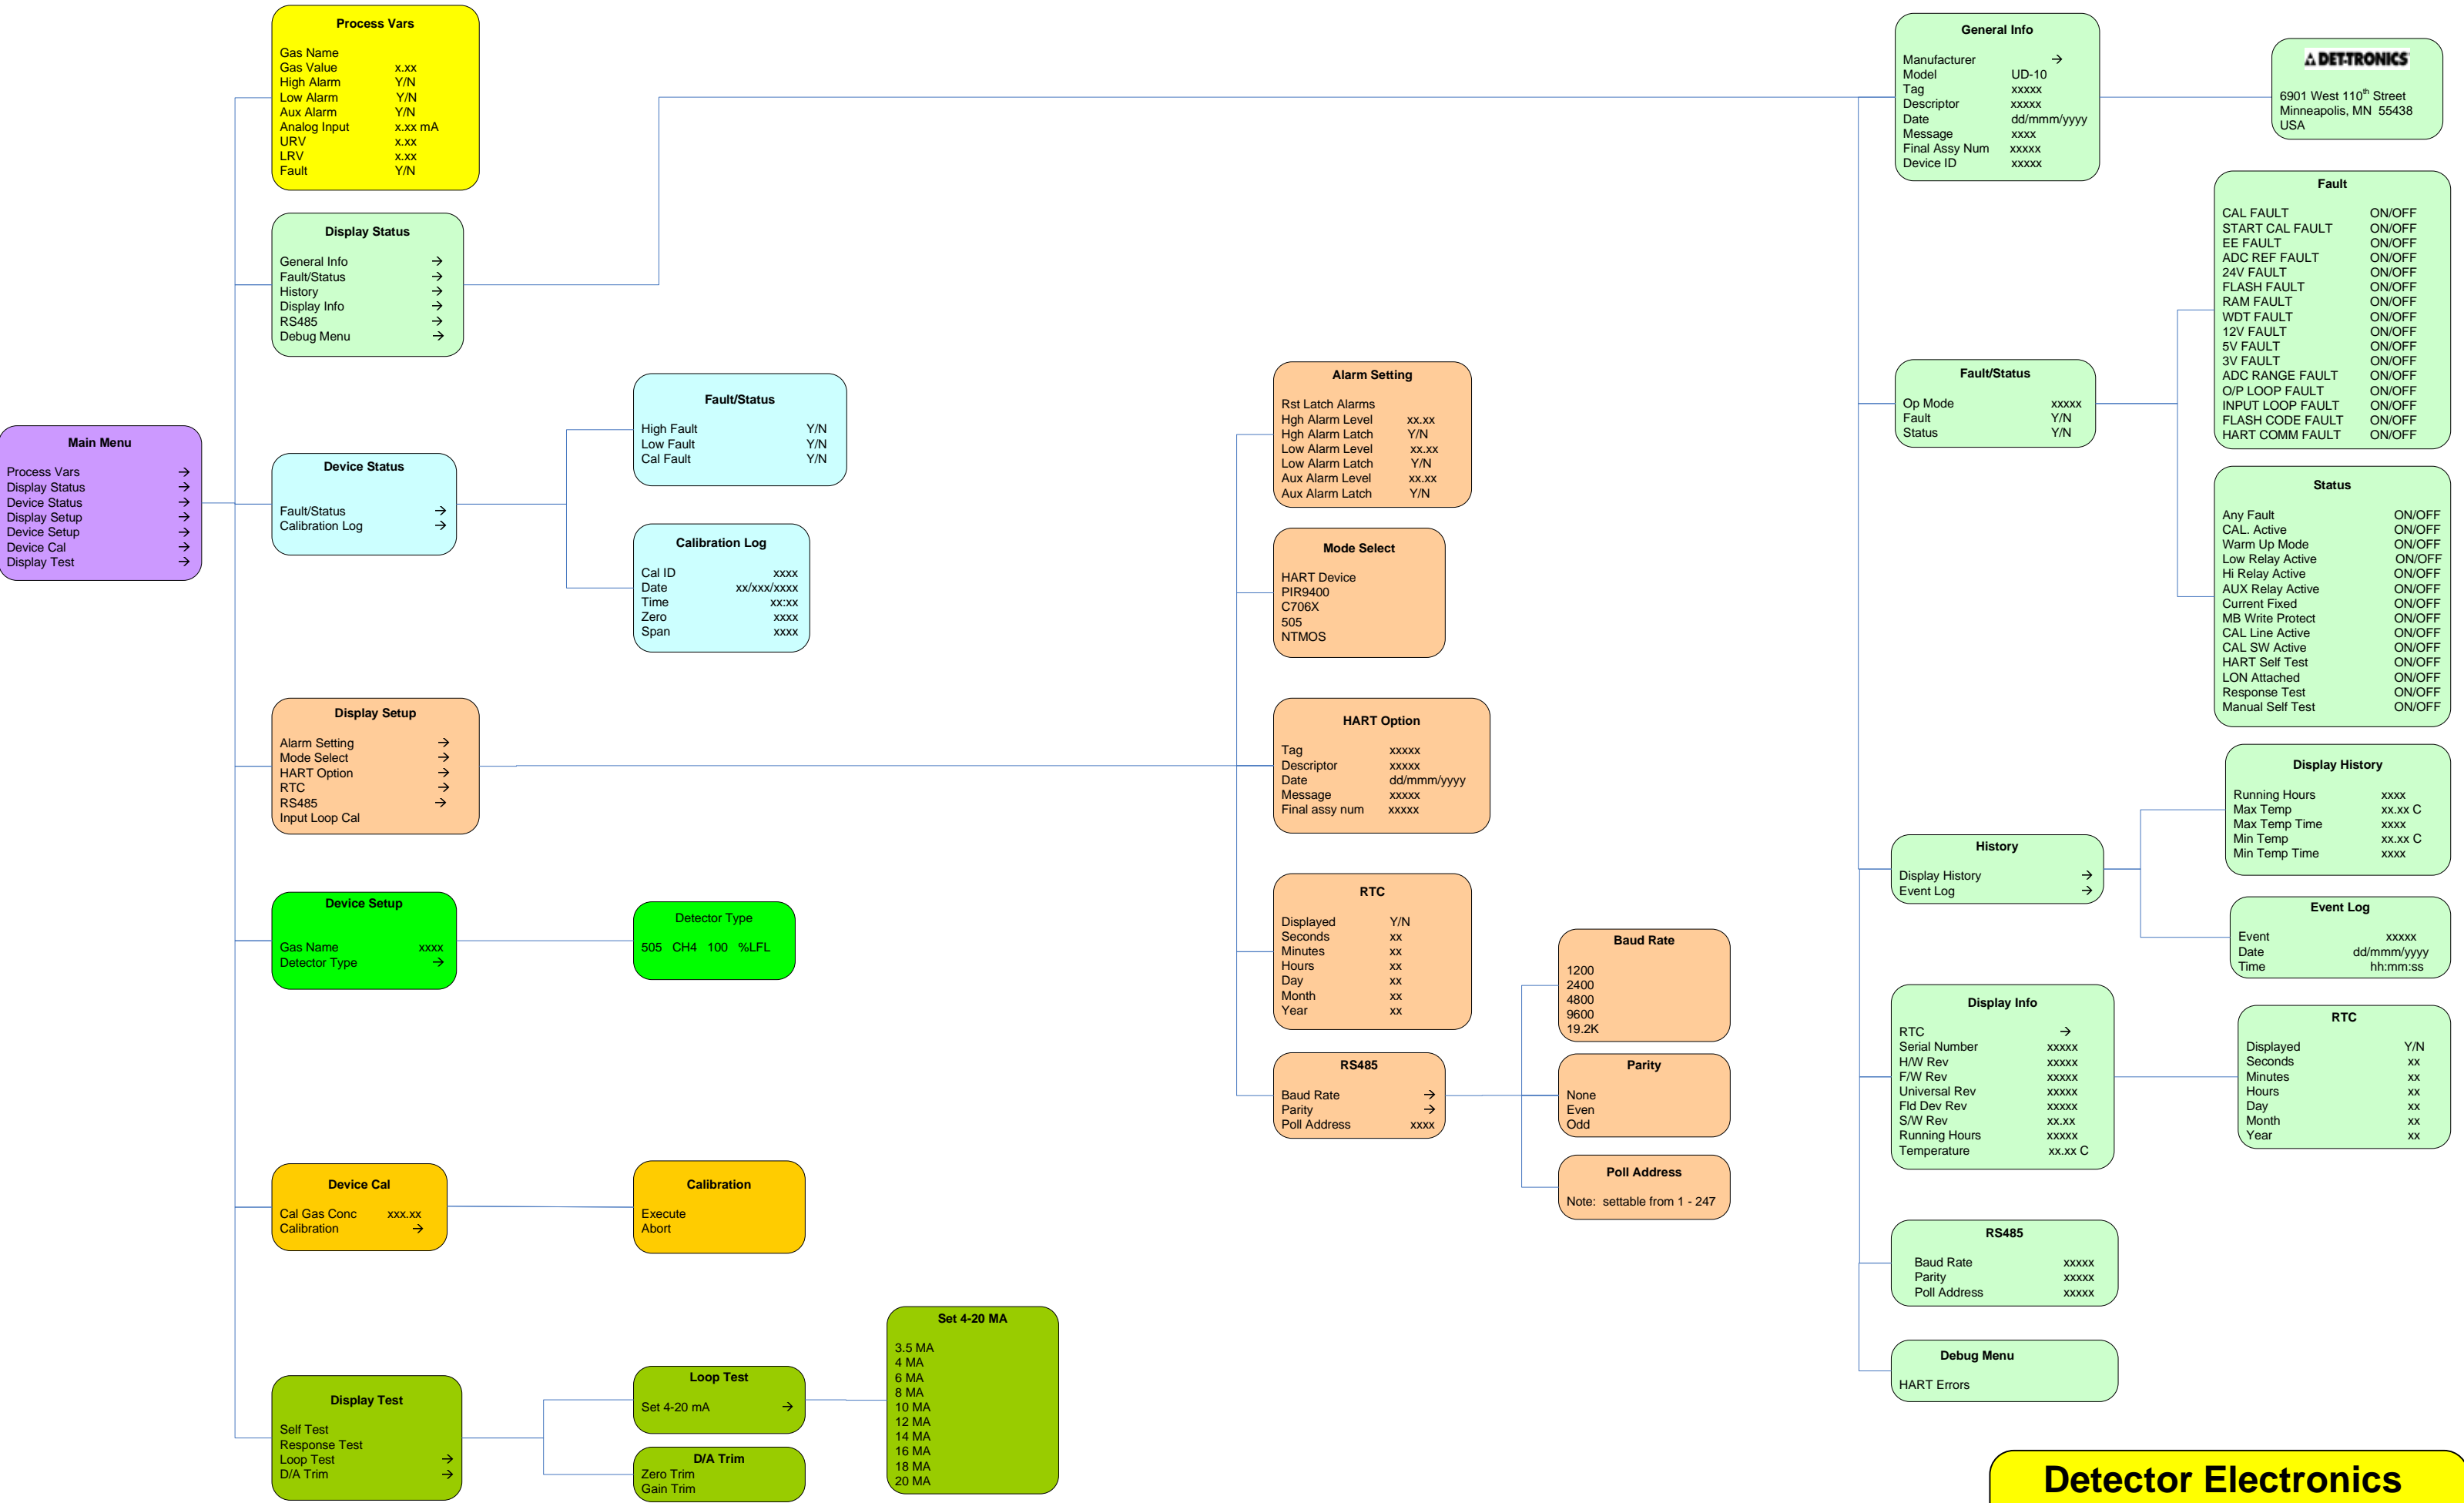 Main Menu
Process Vars →
Display Status →
Device Status →
Display Setup →
Device Setup →
Device Cal →
Display Test →
Process Vars
Gas Name
Gas Value x.xx
High Alarm Y/N
Low Alarm Y/N
Aux Alarm Y/N
Analog Input x.xx mA
URV x.xx
LRV x.xx
Fault Y/N
Display Status
General Info →
Fault/Status →
History →
Display Info →
RS485 →
Debug Menu →
Device Status
Fault/Status →
Calibration Log →
Fault/Status
High Fault Y/N
Low Fault Y/N
Cal Fault Y/N
Calibration Log
Cal ID xxxx
Date xx/xxx/xxxx
Time xx:xx
Zero xxxx
Span xxxx
Display Setup
Alarm Setting →
Mode Select →
HART Option →
RTC →
RS485 →
Input Loop Cal
Device Setup
Gas Name xxxx
Detector Type →
Detector Type
505 CH4 100 %LFL
Device Cal
Cal Gas Conc xxx.xx
Calibration →
Calibration
Execute
Abort
Display Test
Self Test
Response Test
Loop Test →
D/A Trim →
Loop Test
Set 4-20 mA →
D/A Trim
Zero Trim
Gain Trim
Set 4-20 MA
3.5 MA
4 MA
6 MA
8 MA
10 MA
12 MA
14 MA
16 MA
18 MA
20 MA
Alarm Setting
Rst Latch Alarms
Hgh Alarm Level xx.xx
Hgh Alarm Latch Y/N
Low Alarm Level xx.xx
Low Alarm Latch Y/N
Aux Alarm Level xx.xx
Aux Alarm Latch Y/N
Mode Select
HART Device
PIR9400
C706X
505
NTMOS
HART Option
Tag xxxxx
Descriptor xxxxx
Date dd/mmm/yyyy
Message xxxxx
Final assy num xxxxx
RTC
Displayed Y/N
Seconds xx
Minutes xx
Hours xx
Day xx
Month xx
Year xx
RS485
Baud Rate →
Parity →
Poll Address xxxx
Baud Rate
1200
2400
4800
9600
19.2K
Parity
None
Even
Odd
Poll Address
Note: settable from 1 - 247
General Info
Manufacturer →
Model UD-10
Tag xxxxx
Descriptor xxxxx
Date dd/mmm/yyyy
Message xxxx
Final Assy Num xxxxx
Device ID xxxxx
DET-TRONICS
6901 West 110th Street
Minneapolis, MN 55438
USA
Fault/Status
Op Mode xxxxx
Fault Y/N
Status Y/N
Fault
CAL FAULT ON/OFF
START CAL FAULT ON/OFF
EE FAULT ON/OFF
ADC REF FAULT ON/OFF
24V FAULT ON/OFF
FLASH FAULT ON/OFF
RAM FAULT ON/OFF
WDT FAULT ON/OFF
12V FAULT ON/OFF
5V FAULT ON/OFF
3V FAULT ON/OFF
ADC RANGE FAULT ON/OFF
O/P LOOP FAULT ON/OFF
INPUT LOOP FAULT ON/OFF
FLASH CODE FAULT ON/OFF
HART COMM FAULT ON/OFF
Status
Any Fault ON/OFF
CAL. Active ON/OFF
Warm Up Mode ON/OFF
Low Relay Active ON/OFF
Hi Relay Active ON/OFF
AUX Relay Active ON/OFF
Current Fixed ON/OFF
MB Write Protect ON/OFF
CAL Line Active ON/OFF
CAL SW Active ON/OFF
HART Self Test ON/OFF
LON Attached ON/OFF
Response Test ON/OFF
Manual Self Test ON/OFF
History
Display History →
Event Log →
Display History
Running Hours xxxx
Max Temp xx.xx C
Max Temp Time xxxx
Min Temp xx.xx C
Min Temp Time xxxx
Event Log
Event xxxxx
Date dd/mmm/yyyy
Time hh:mm:ss
Display Info
RTC →
Serial Number xxxxx
H/W Rev xxxxx
F/W Rev xxxxx
Universal Rev xxxxx
Fld Dev Rev xxxxx
S/W Rev xx.xx
Running Hours xxxxx
Temperature xx.xx C
RTC
Displayed Y/N
Seconds xx
Minutes xx
Hours xx
Day xx
Month xx
Year xx
RS485
Baud Rate xxxxx
Parity xxxxx
Poll Address xxxxx
Debug Menu
HART Errors
Detector Electronics